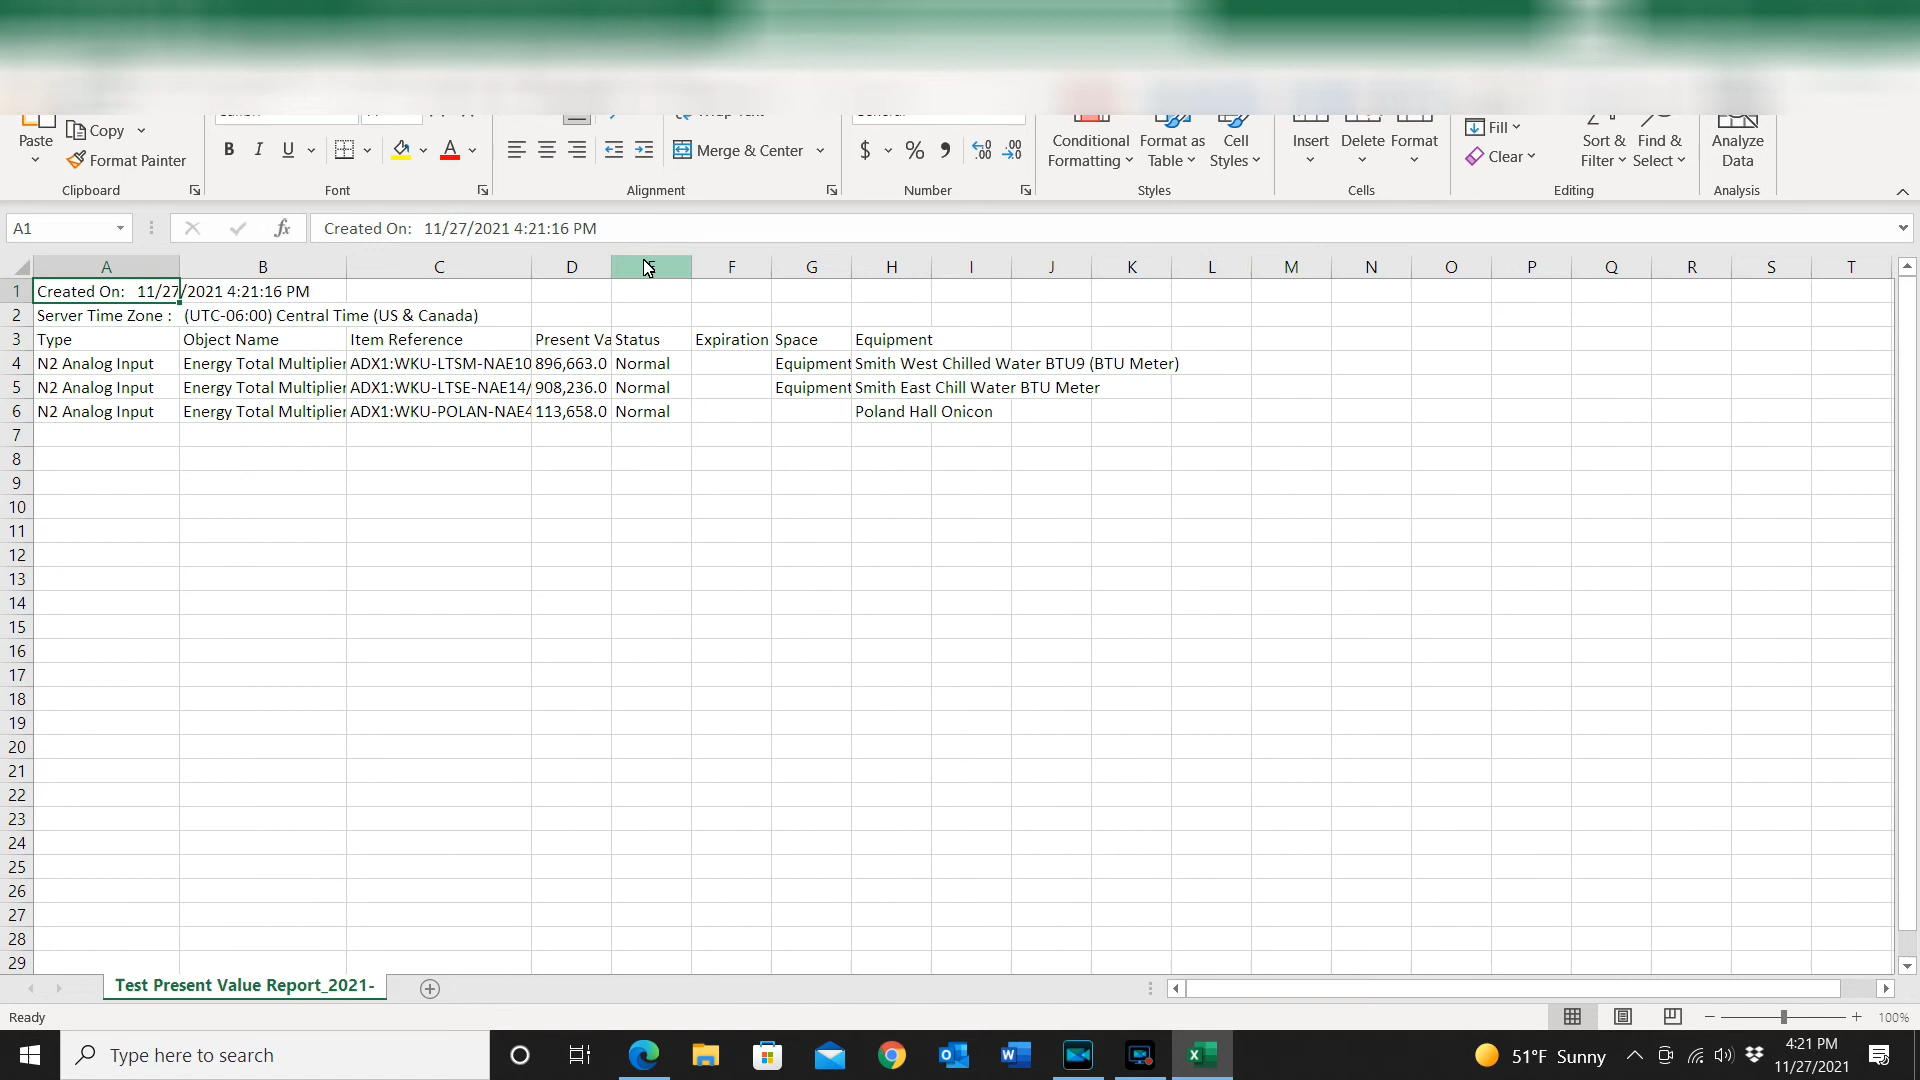 Paste Copy Format Painter Clipboard
B I U A Font
Merge & Center Alignment
$ % Number
Conditional Formatting Format as Table Cell Styles Styles
Insert Delete Format Cells
Fill Clear Sort & Filter Find & Select Editing
Analyze Data Analysis
A1 fx Created On: 11/27/2021 4:21:16 PM
A B C D F G H I J K L M N O P Q R S T
1 Created On: 11/27/2021 4:21:16 PM
2 Server Time Zone : (UTC-06:00) Central Time (US & Canada)
3 Type Object Name Item Reference Present Va Status Expiration Space Equipment
4 N2 Analog Input Energy Total Multiplier ADX1:WKU-LTSM-NAE10 896,663.0 Normal Equipment Smith West Chilled Water BTU9 (BTU Meter)
5 N2 Analog Input Energy Total Multiplier ADX1:WKU-LTSE-NAE14/ 908,236.0 Normal Equipment Smith East Chill Water BTU Meter
6 N2 Analog Input Energy Total Multiplier ADX1:WKU-POLAN-NAE4 113,658.0 Normal Poland Hall Onicon
7
8
9
10
11
12
13
14
15
16
17
18
19
20
21
22
23
24
25
26
27
28
29
Test Present Value Report_2021-
Ready 100%
Type here to search 51°F Sunny 4:21 PM
11/27/2021